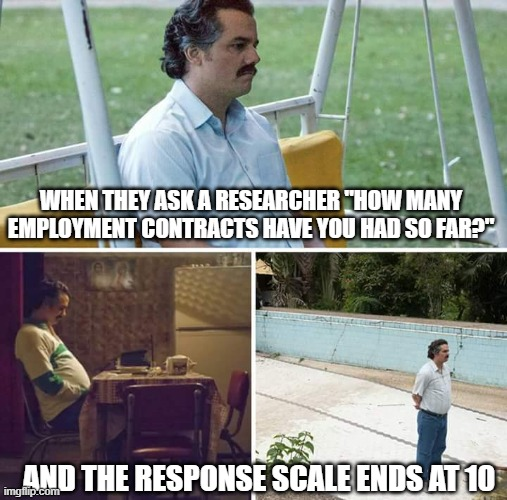 WHEN THEY ASK A RESEARCHER "HOW MANY
EMPLOYMENT CONTRACTS HAVE YOU HAD SO FAR?"
AND THE RESPONSE SCALE ENDS AT 10
imgflip.com